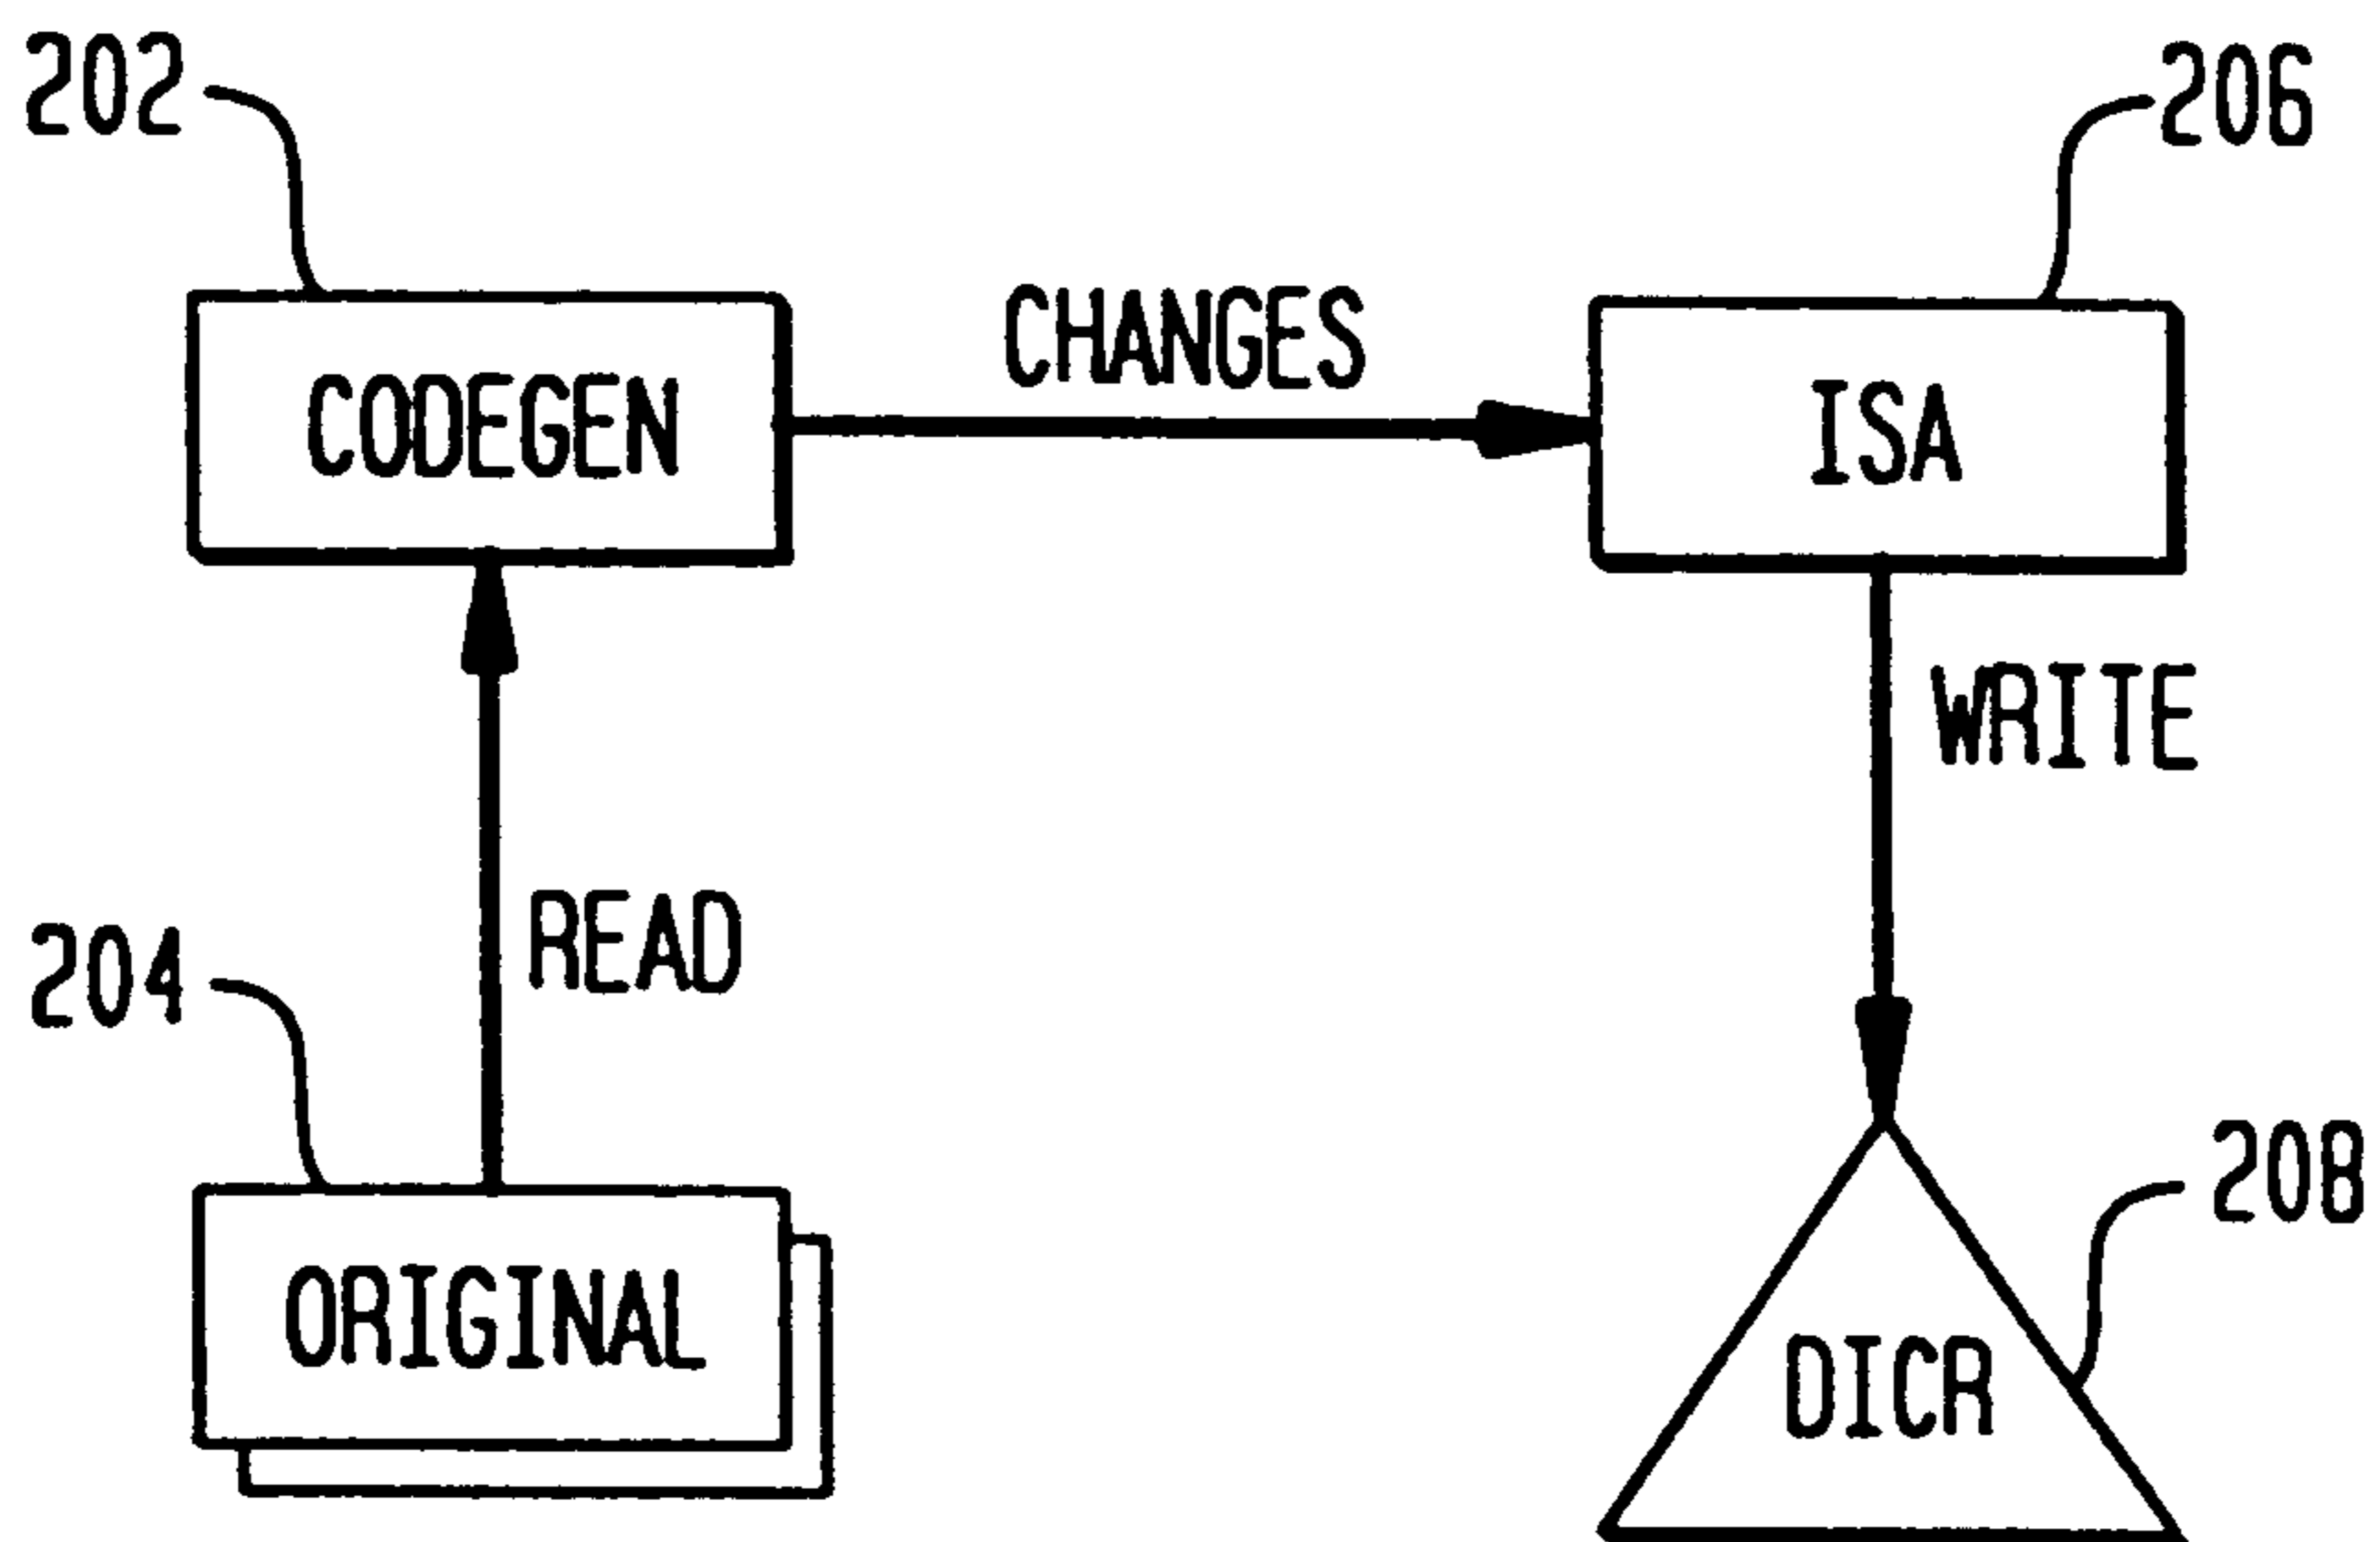 202
206
CHANGES
CODEGEN
ISA
WRITE
READ
204
208
ORIGINAL
DICR